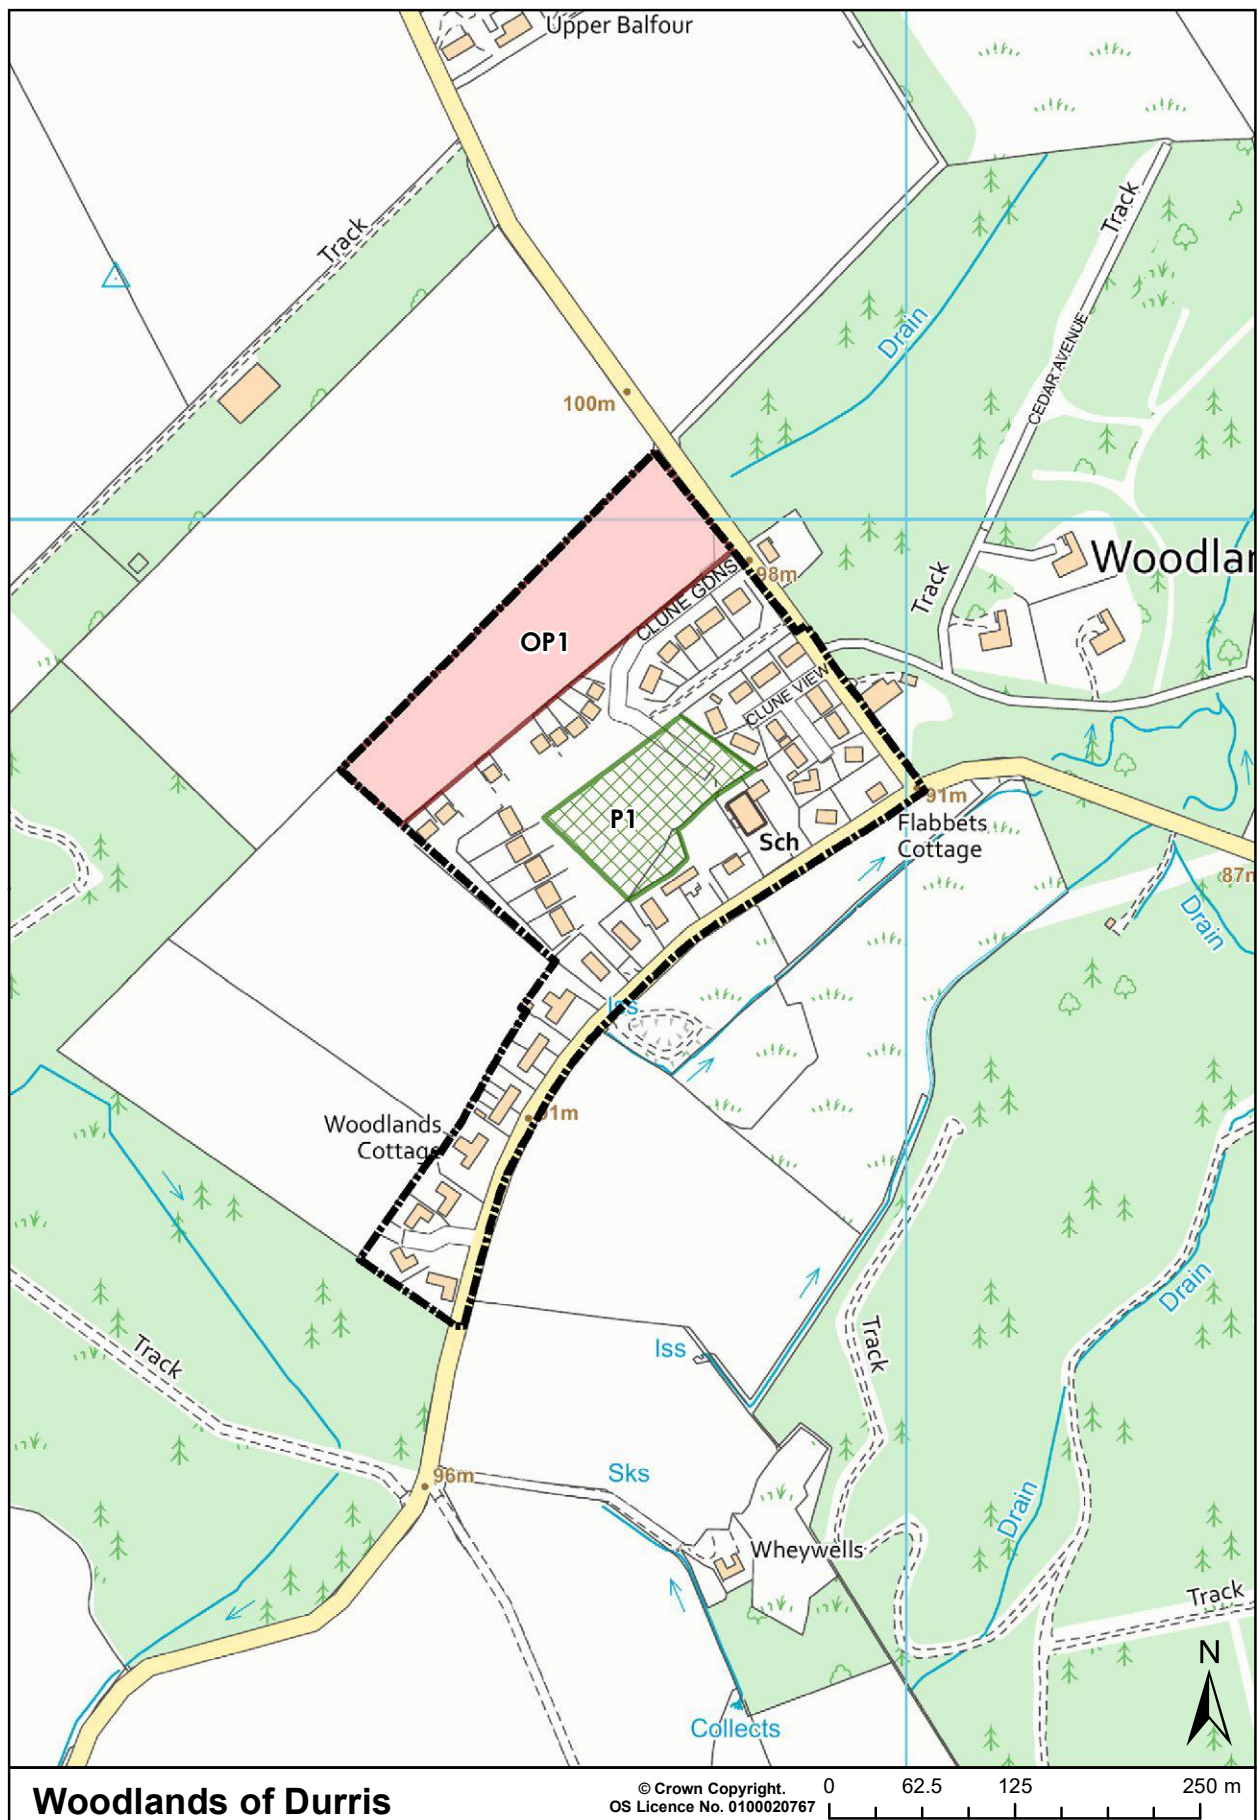 Upper Balfour
Track
Track
Drain
CEDAR AVENUE
100m
Woodlar
98m
CLUNE GDNS
Track
OP1
CLUNE VIEW
91m
P1
Flabbets
Cottage
Sch
87m
Drain
Iss
91m
Woodlands
Cottage
Drain
Track
Track
Iss
96m
Sks
Drain
Wheywells
Track
N
Collects
Woodlands of Durris
© Crown Copyright.
OS Licence No. 0100020767
0 62.5 125 250 m